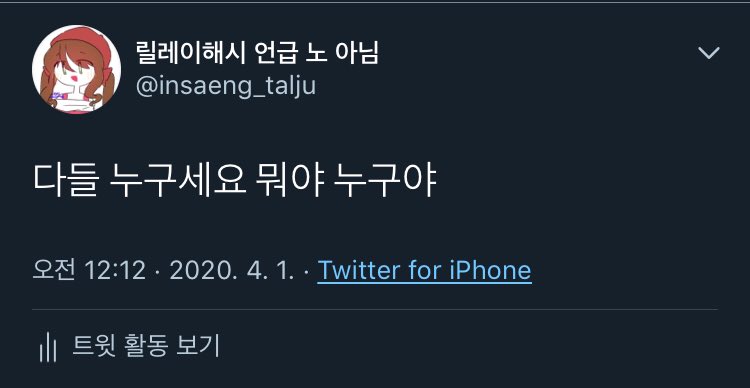 릴레이해시 언급 노 아님
@insaeng_talju
다들 누구세요 뭐야 누구야
오전 12:12 · 2020. 4. 1. · Twitter for iPhone
트윗 활동 보기